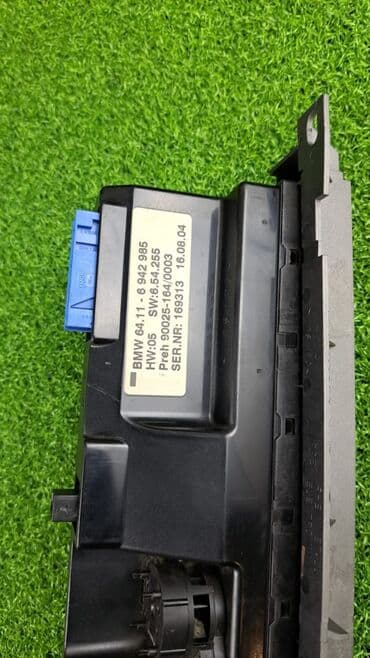 BMW 64.11 - 6 942 985
HW:05 SW:6.54.255
Preh 90025-164/0003
SER.NR: 169313 16.08.04